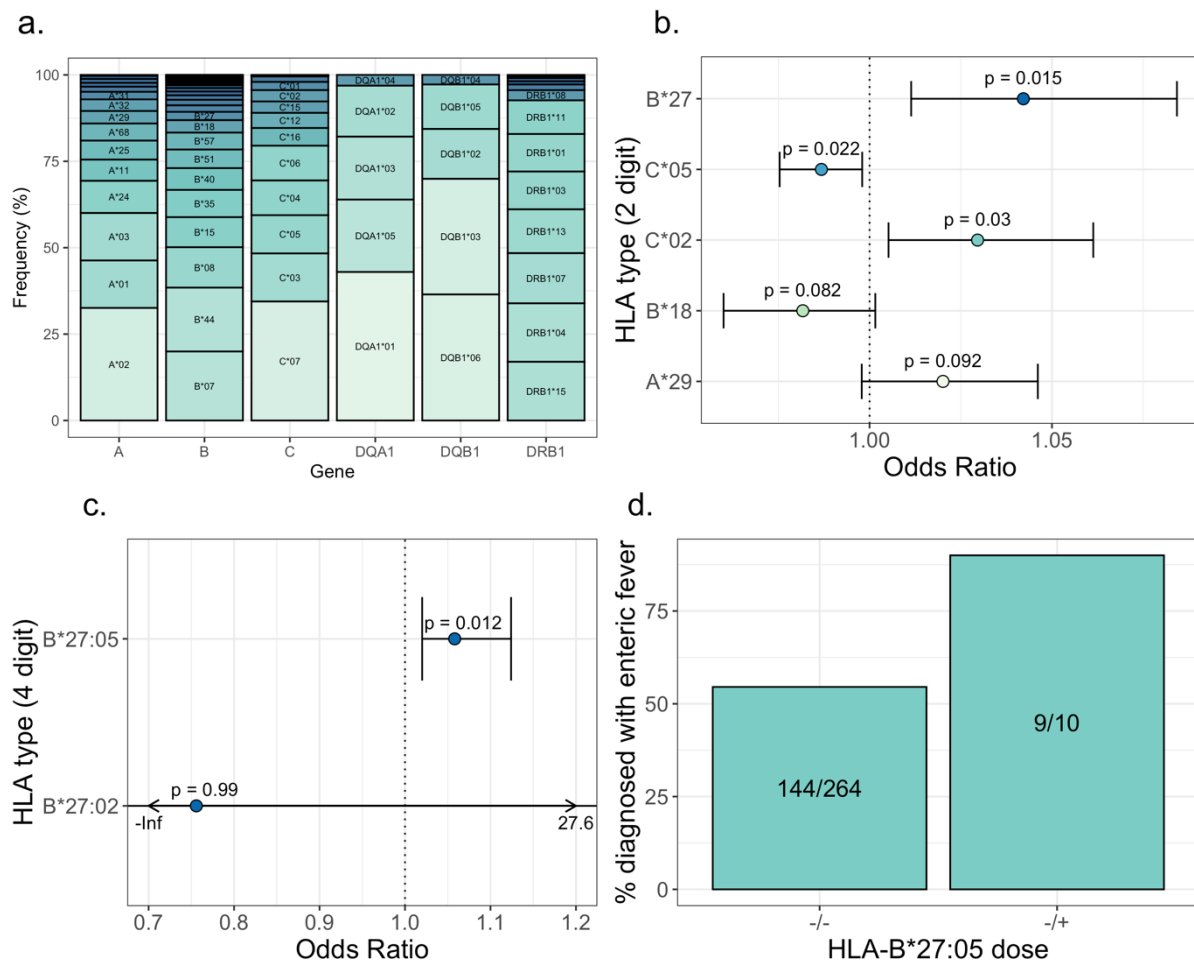 a.
Frequency (%)
100
75
50
25
0
A*31
A*32
A*29
A*68
A*25
A*11
A*24
A*03
A*01
A*02
B*27
B*18
B*57
B*51
B*40
B*35
B*15
B*08
B*44
B*07
C*01
C*02
C*15
C*12
C*16
C*06
C*04
C*05
C*03
C*07
DQA1*04
DQA1*02
DQA1*03
DQA1*05
DQA1*01
DQB1*04
DQB1*05
DQB1*02
DQB1*03
DQB1*06
DRB1*08
DRB1*11
DRB1*01
DRB1*03
DRB1*13
DRB1*07
DRB1*04
DRB1*15
A B C DQA1 DQB1 DRB1
Gene
b.
HLA type (2 digit)
B*27
p = 0.015
C*05
p = 0.022
C*02
p = 0.03
B*18
p = 0.082
A*29
p = 0.092
1.00 1.05
Odds Ratio
c.
HLA type (4 digit)
B*27:05
p = 0.012
B*27:02
p = 0.99
-Inf 27.6
0.7 0.8 0.9 1.0 1.1 1.2
Odds Ratio
d.
% diagnosed with enteric fever
75
50
25
0
144/264
9/10
-/- -/+
HLA-B*27:05 dose